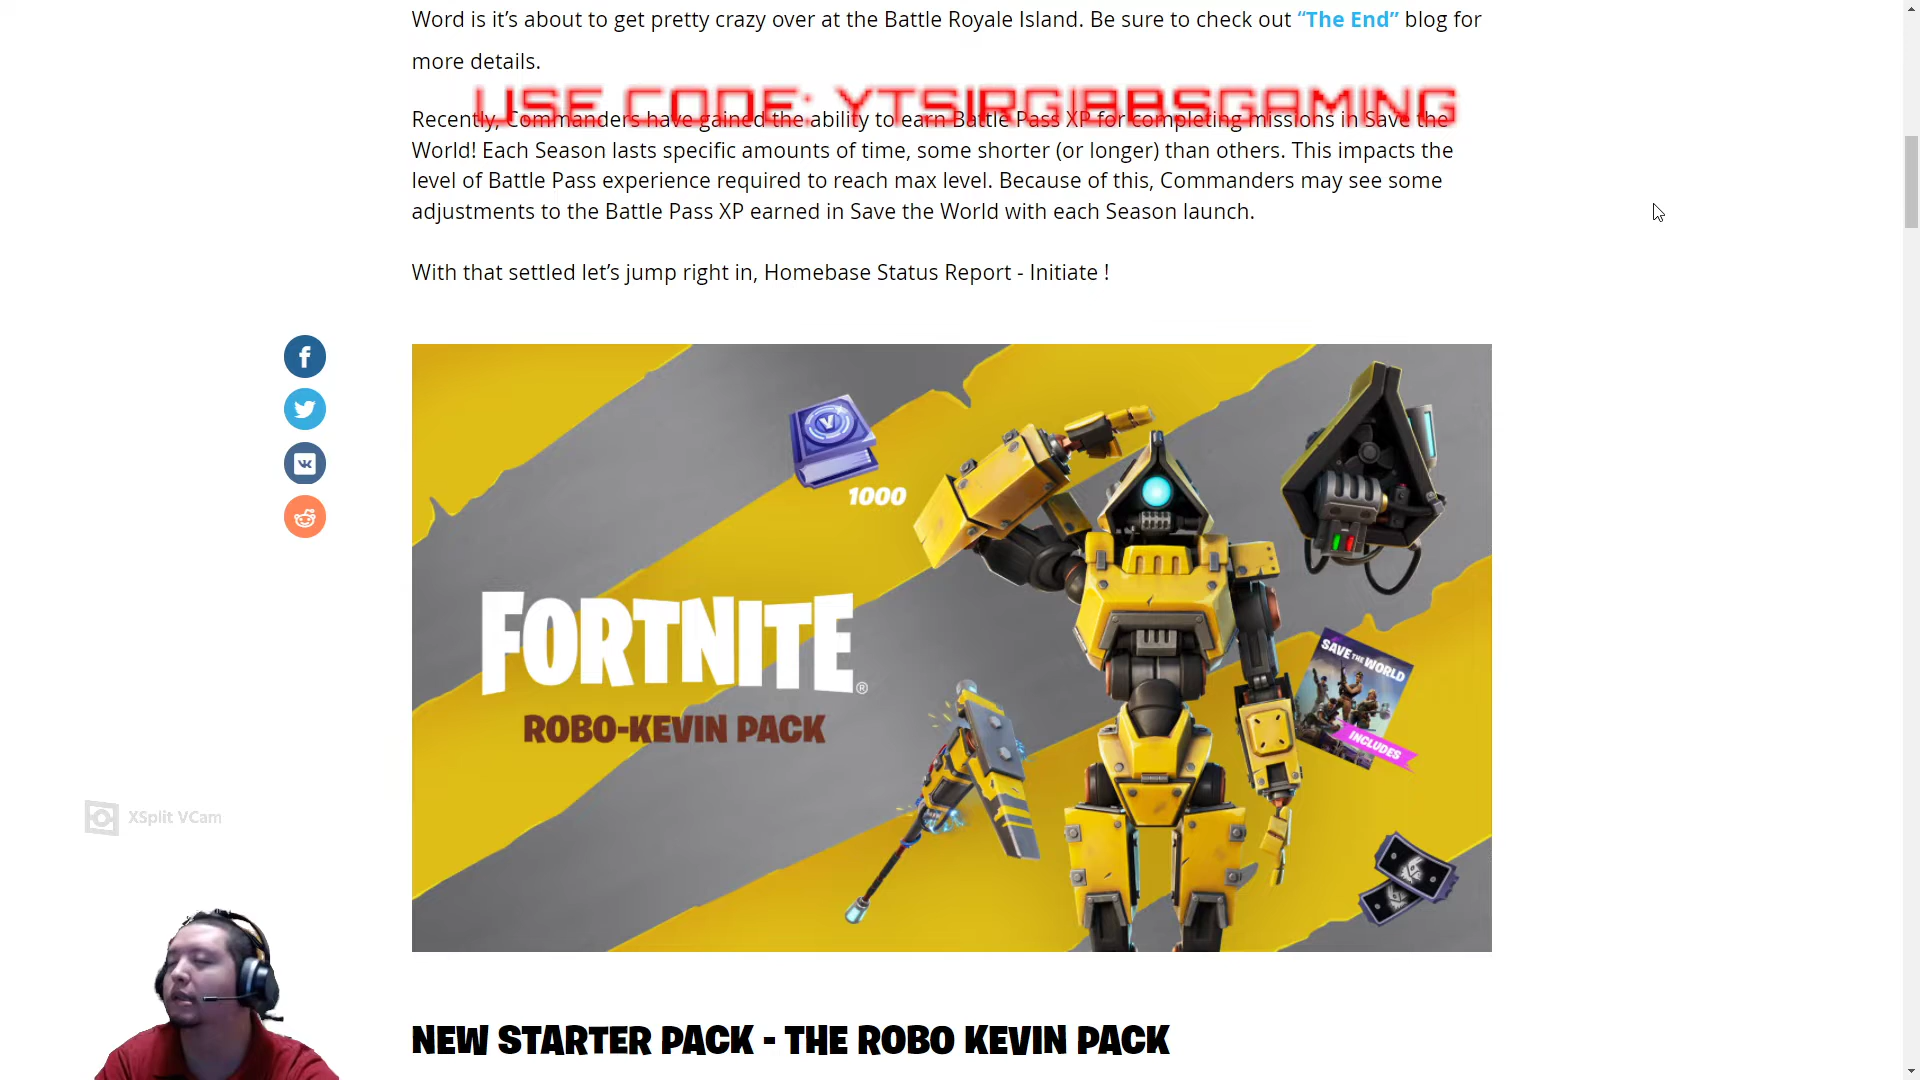 Word is it’s about to get pretty crazy over at the Battle Royale Island. Be sure to check out “The End” blog for
more details.
USE CODE: YTSIRGIBBSGAMING
Recently, Commanders have gained the ability to earn Battle Pass XP for completing missions in Save the
World! Each Season lasts specific amounts of time, some shorter (or longer) than others. This impacts the
level of Battle Pass experience required to reach max level. Because of this, Commanders may see some
adjustments to the Battle Pass XP earned in Save the World with each Season launch.
With that settled let’s jump right in, Homebase Status Report - Initiate !
1000
FORTNITE®
ROBO-KEVIN PACK
SAVE THE WORLD
INCLUDES
XSplit VCam
NEW STARTER PACK - THE ROBO KEVIN PACK